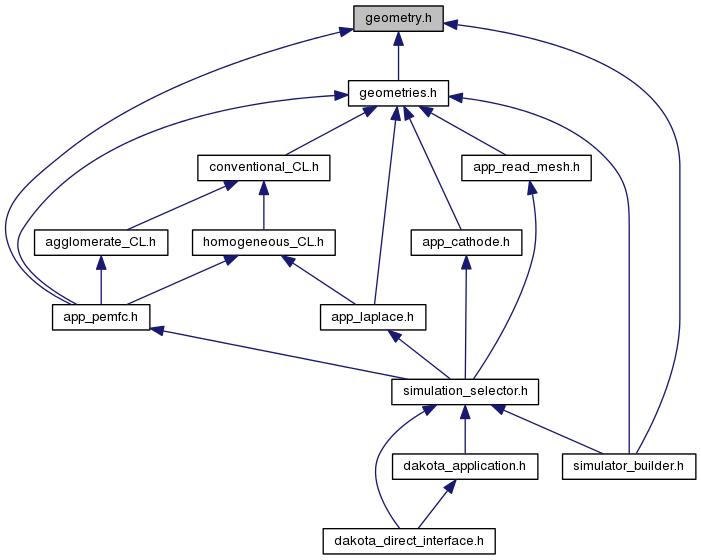 geometry.h
geometries.h
conventional_CL.h
app_read_mesh.h
agglomerate_CL.h
homogeneous_CL.h
app_cathode.h
app_pemfc.h
app_laplace.h
simulation_selector.h
dakota_application.h
simulator_builder.h
dakota_direct_interface.h